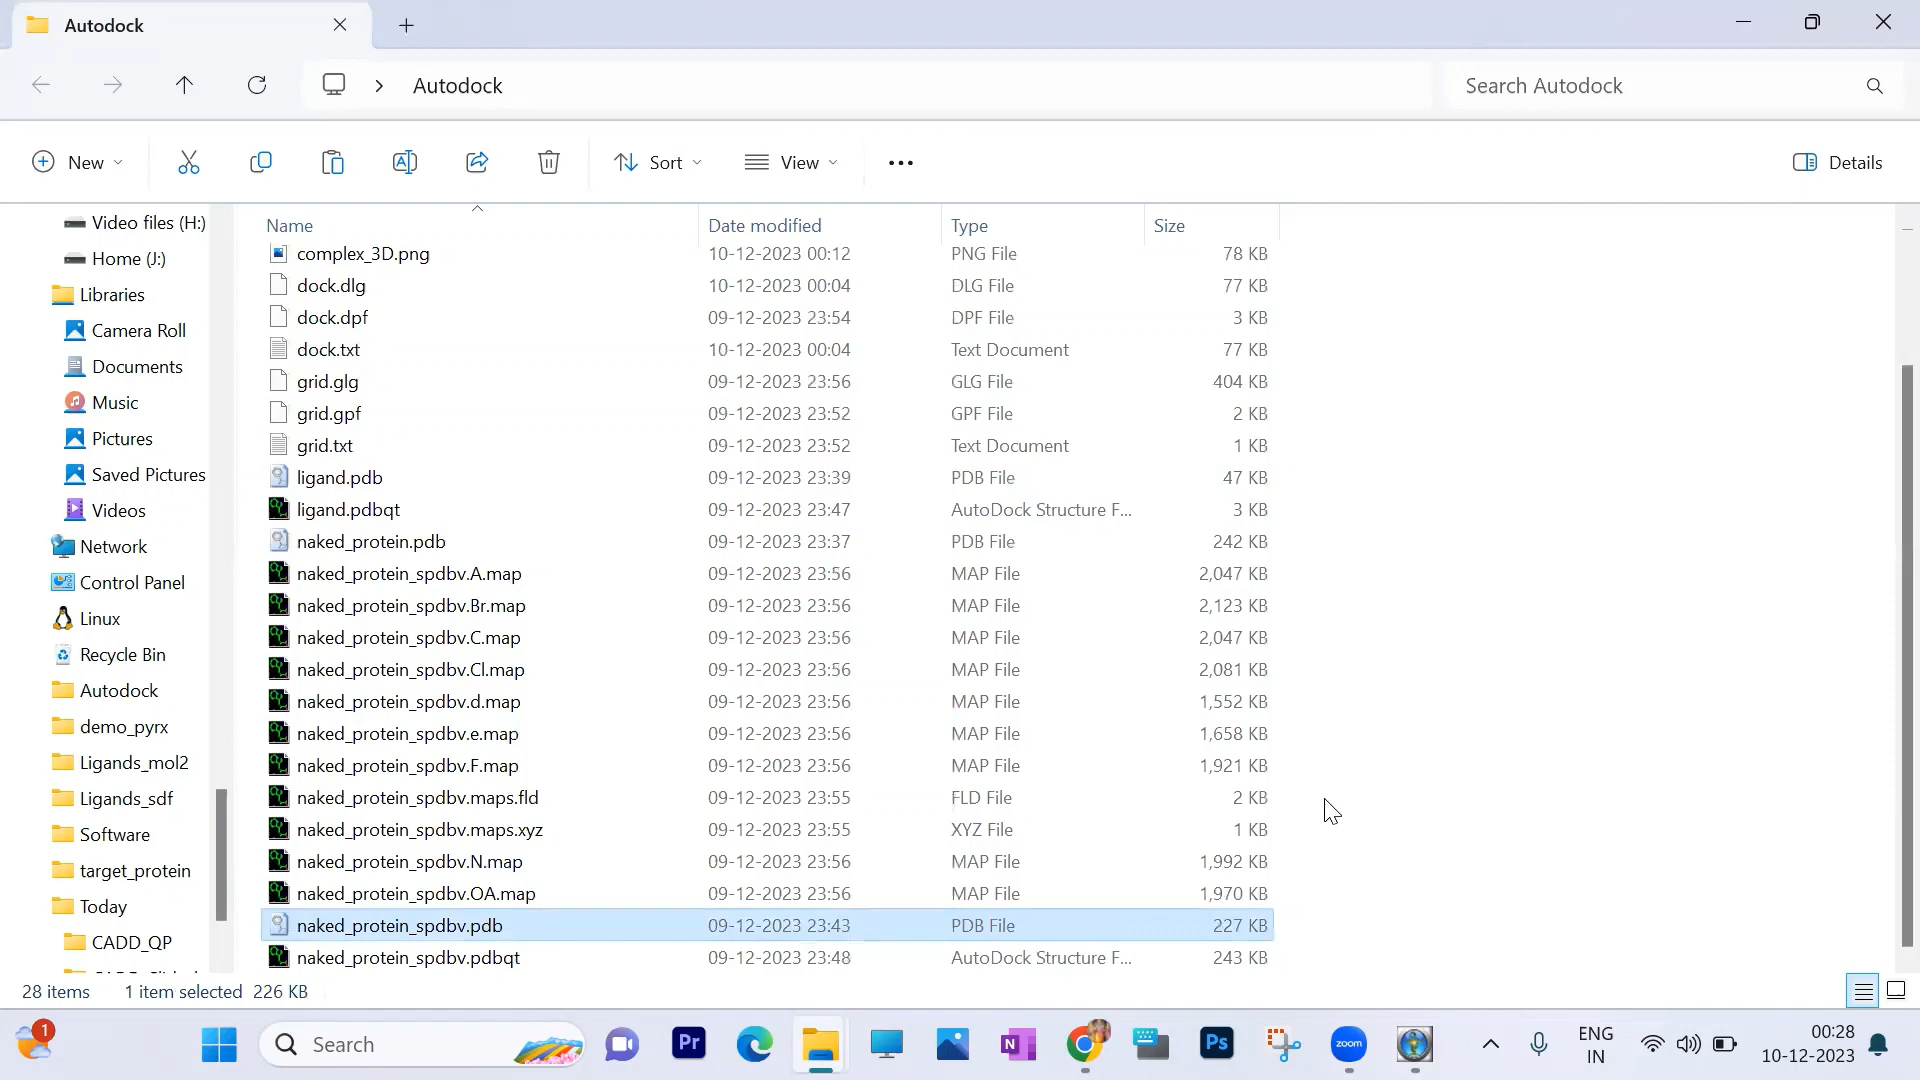 Autodock
Autodock
Search Autodock
New
Sort
View
Details
Video files (H:)
Home (J:)
Libraries
Camera Roll
Documents
Music
Pictures
Saved Pictures
Videos
Network
Control Panel
Linux
Recycle Bin
Autodock
demo_pyrx
Ligands_mol2
Ligands_sdf
Software
target_protein
Today
CADD_QP
Name Date modified Type Size
complex_3D.png 10-12-2023 00:12 PNG File 78 KB
dock.dlg 10-12-2023 00:04 DLG File 77 KB
dock.dpf 09-12-2023 23:54 DPF File 3 KB
dock.txt 10-12-2023 00:04 Text Document 77 KB
grid.glg 09-12-2023 23:56 GLG File 404 KB
grid.gpf 09-12-2023 23:52 GPF File 2 KB
grid.txt 09-12-2023 23:52 Text Document 1 KB
ligand.pdb 09-12-2023 23:39 PDB File 47 KB
ligand.pdbqt 09-12-2023 23:47 AutoDock Structure F... 3 KB
naked_protein.pdb 09-12-2023 23:37 PDB File 242 KB
naked_protein_spdbv.A.map 09-12-2023 23:56 MAP File 2,047 KB
naked_protein_spdbv.Br.map 09-12-2023 23:56 MAP File 2,123 KB
naked_protein_spdbv.C.map 09-12-2023 23:56 MAP File 2,047 KB
naked_protein_spdbv.Cl.map 09-12-2023 23:56 MAP File 2,081 KB
naked_protein_spdbv.d.map 09-12-2023 23:56 MAP File 1,552 KB
naked_protein_spdbv.e.map 09-12-2023 23:56 MAP File 1,658 KB
naked_protein_spdbv.F.map 09-12-2023 23:56 MAP File 1,921 KB
naked_protein_spdbv.maps.fld 09-12-2023 23:55 FLD File 2 KB
naked_protein_spdbv.maps.xyz 09-12-2023 23:55 XYZ File 1 KB
naked_protein_spdbv.N.map 09-12-2023 23:56 MAP File 1,992 KB
naked_protein_spdbv.OA.map 09-12-2023 23:56 MAP File 1,970 KB
naked_protein_spdbv.pdb 09-12-2023 23:43 PDB File 227 KB
naked_protein_spdbv.pdbqt 09-12-2023 23:48 AutoDock Structure F... 243 KB
28 items 1 item selected 226 KB
1
Search
Pr
N
Ps
zoom
ENG
IN
00:28
10-12-2023